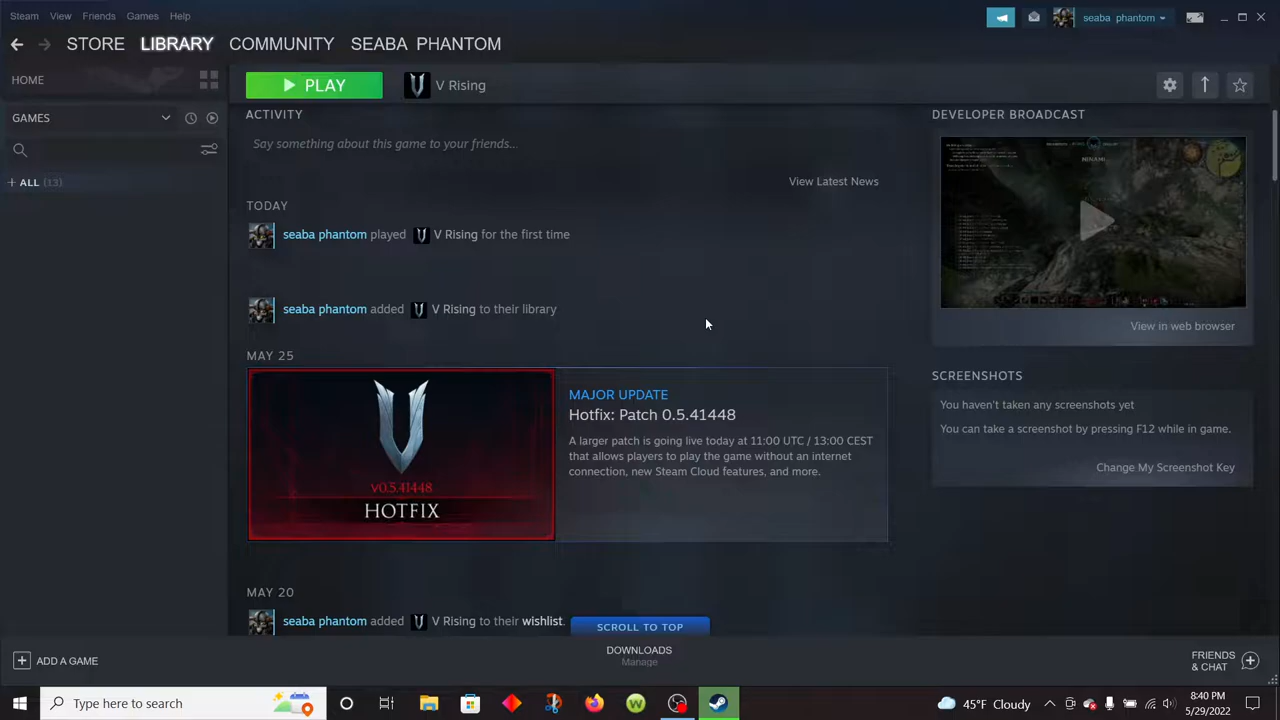 Steam View Friends Games Help
seaba phantom
STORE LIBRARY COMMUNITY SEABA PHANTOM
HOME
PLAY
V Rising
GAMES
+ ALL (13)
ACTIVITY
Say something about this game to your friends...
View Latest News
TODAY
seaba phantom played V Rising for the first time
seaba phantom added V Rising to their library
MAY 25
V0.5.41448
HOTFIX
MAJOR UPDATE
Hotfix: Patch 0.5.41448
A larger patch is going live today at 11:00 UTC / 13:00 CEST
that allows players to play the game without an internet
connection, new Steam Cloud features, and more.
MAY 20
seaba phantom added V Rising to their wishlist.
SCROLL TO TOP
DEVELOPER BROADCAST
View in web browser
SCREENSHOTS
You haven't taken any screenshots yet
You can take a screenshot by pressing F12 while in game.
Change My Screenshot Key
ADD A GAME
DOWNLOADS
Manage
FRIENDS
& CHAT
Type here to search
45°F Cloudy
8:40 PM
5/29/2022